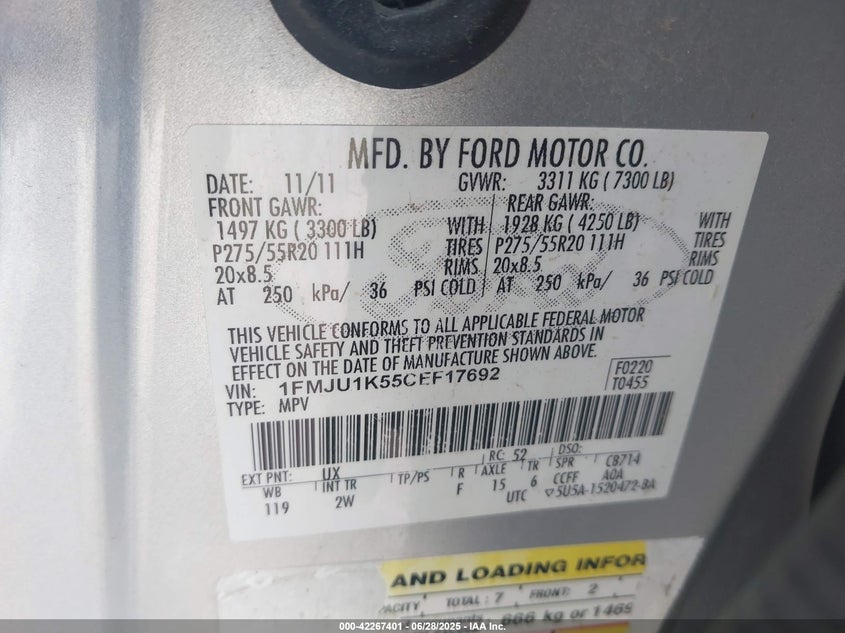 MFD. BY FORD MOTOR CO.
DATE: 11/11 GVWR: 3311 KG ( 7300 LB)
FRONT GAWR: REAR GAWR:
1497 KG ( 3300 LB) WITH 1928 KG ( 4250 LB) WITH
P275/55R20 111H TIRES P275/55R20 111H TIRES
20x8.5 RIMS 20x8.5 RIMS
AT 250 kPa/ 36 PSI COLD AT 250 kPa/ 36 PSI COLD
THIS VEHICLE CONFORMS TO ALL APPLICABLE FEDERAL MOTOR
VEHICLE SAFETY AND THEFT PREVENTION STANDARDS IN
EFFECT ON THE DATE OF MANUFACTURE SHOWN ABOVE.
VIN: 1FMJU1K55CEF17692 F0220
TYPE: MPV T0455
EXT PNT: UX RC: 52 DSO:
WB INT TR TP/PS R AXLE TR SPR CB714
119 2W F 15 6 CCFF A0A
UTC ▽5U5A-1520472-BA
AND LOADING INFOR
ACITY TOTAL : 7 FRONT: 2
666 kg or 1469
000-42267401 - 06/28/2025 - IAA Inc.